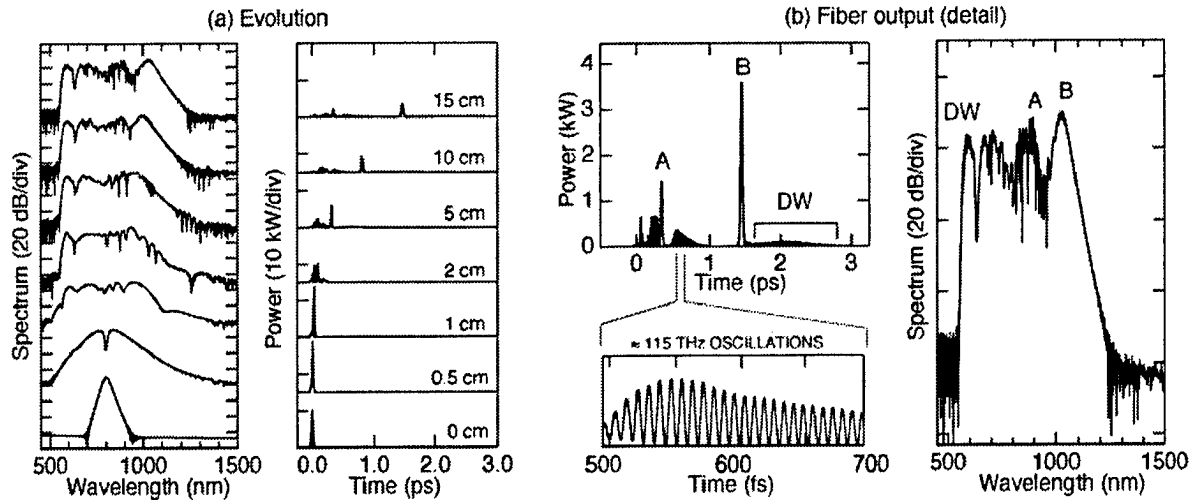 (a) Evolution
Spectrum (20 dB/div)
500
1000
1500
Wavelength (nm)
Power (10 kW/div)
15 cm
10 cm
5 cm
2 cm
1 cm
0.5 cm
0 cm
0.0
1.0
2.0
3.0
Time (ps)
(b) Fiber output (detail)
Power (kW)
4
3
2
1
0
A
B
DW
0
1
2
3
Time (ps)
≈ 115 THz OSCILLATIONS
500
600
700
Time (fs)
Spectrum (20 dB/div)
DW
A
B
500
1000
1500
Wavelength (nm)